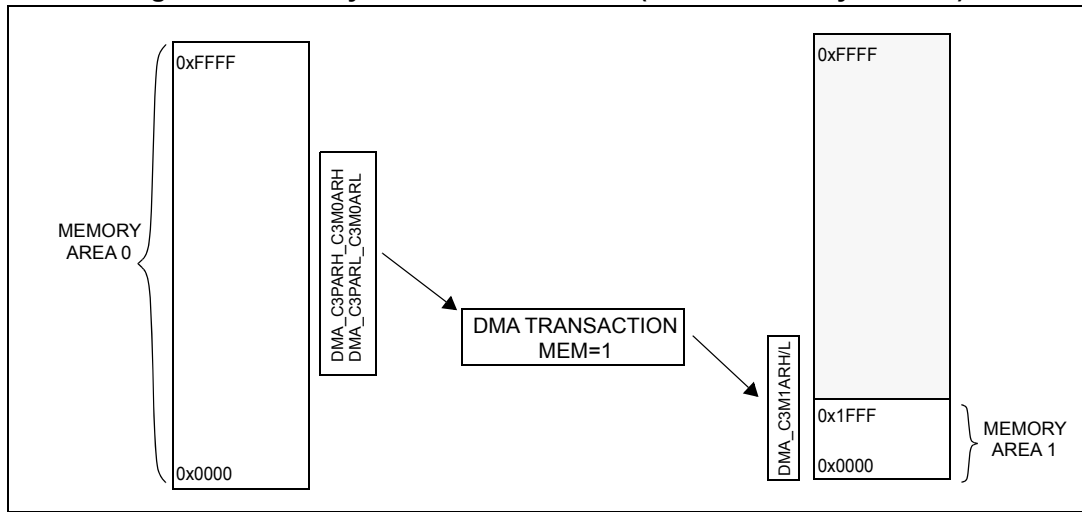 0xFFFF
0xFFFF
DMA_C3PARH_C3M0ARH
DMA_C3PARL_C3M0ARL
MEMORY
AREA 0
DMA TRANSACTION
MEM=1
DMA_C3M1ARH/L
0x1FFF
MEMORY
AREA 1
0x0000
0x0000